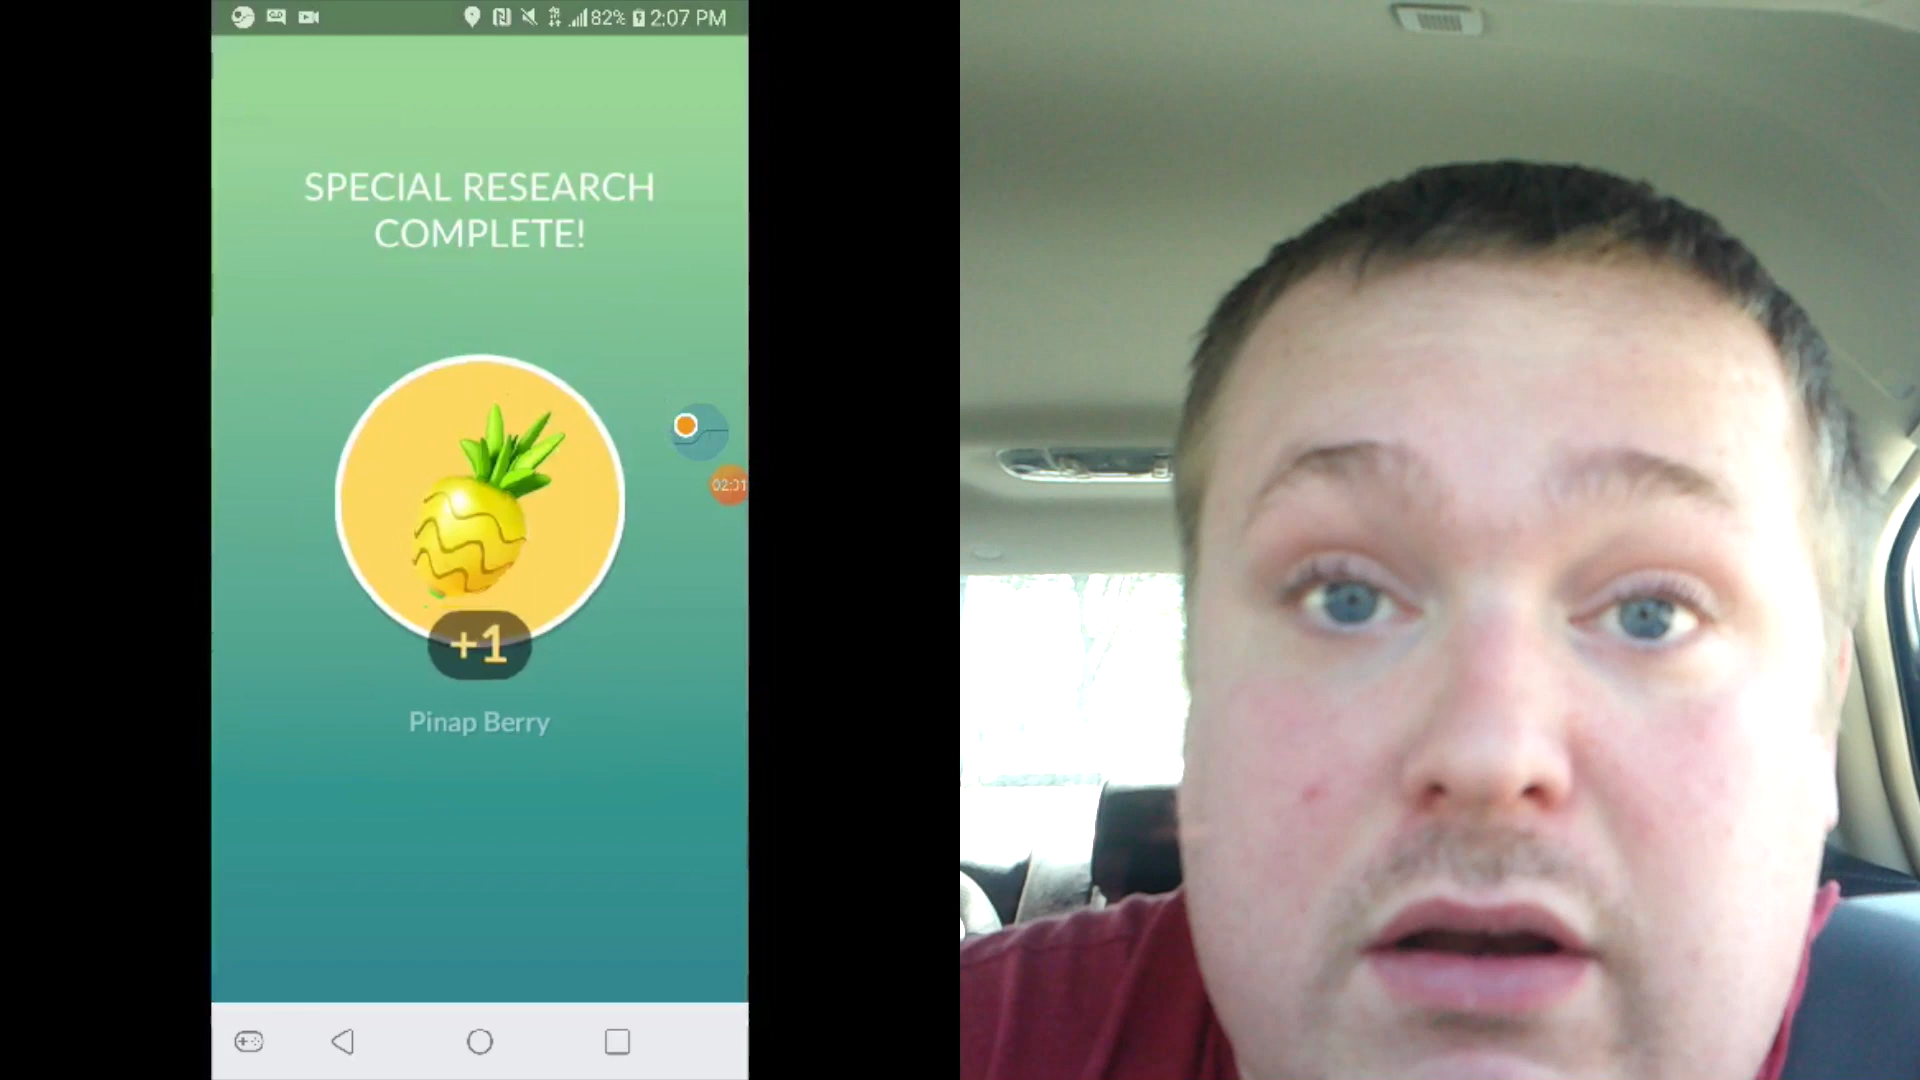 82% 2:07 PM
SPECIAL RESEARCH
COMPLETE!
02:01
+1
Pinap Berry